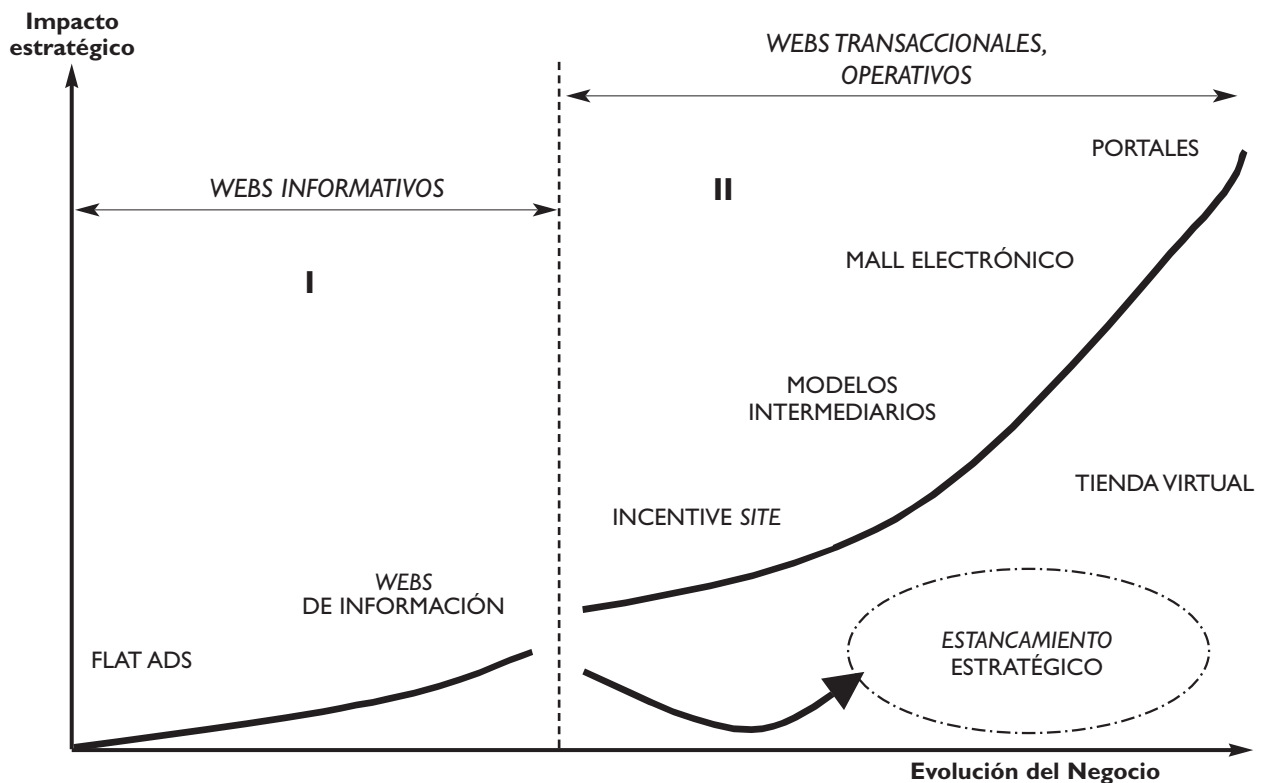 Impacto
estratégico
WEBS TRANSACCIONALES,
OPERATIVOS
PORTALES
WEBS INFORMATIVOS
II
MALL ELECTRÓNICO
I
MODELOS
INTERMEDIARIOS
TIENDA VIRTUAL
INCENTIVE SITE
WEBS
DE INFORMACIÓN
ESTANCAMIENTO
ESTRATÉGICO
FLAT ADS
Evolución del Negocio